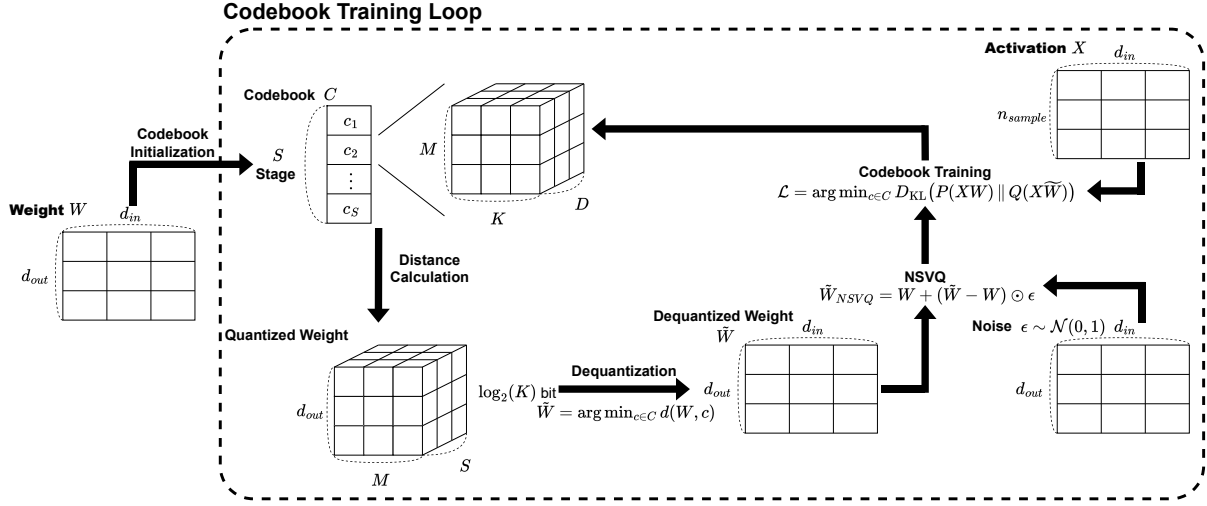 Codebook Training Loop
Activation X
d_in
n_sample
Codebook C
c_1
c_2
⋮
c_S
S
Stage
M
K
D
Codebook
Initialization
Weight W
d_in
d_out
Codebook Training
ℒ = arg min_{c∈C} D_KL(P(XW) ∥ Q(X\widetilde{W}))
Distance
Calculation
NSVQ
W̃_NSVQ = W + (W̃ − W) ⊙ ϵ
Quantized Weight
d_out
M
S
log_2(K) bit
Dequantization
W̃ = arg min_{c∈C} d(W, c)
Dequantized Weight
W̃
d_in
d_out
Noise ϵ ∼ 𝒩(0, 1) d_in
d_out